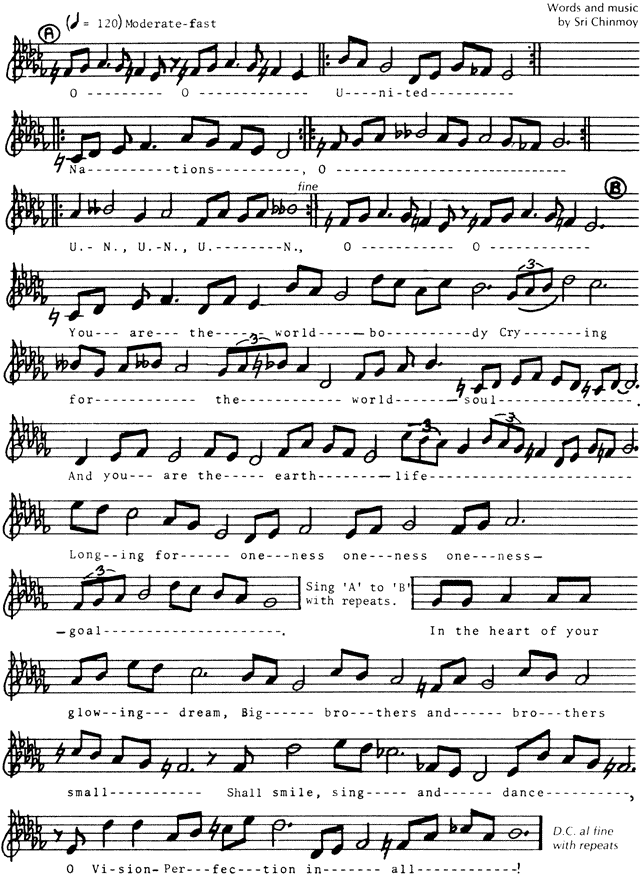 Words and music
by Sri Chinmoy
A (♩ = 120) Moderate-fast
O ---------- O ------------ U---ni-ted------------
Na-----------tions-----------, O -----------------------------
fine
B
U.- N., U.-N., U.-------N., O ------------ O -------------
3
You--- are--- the-----world----bo--------dy Cry-------ing
3
for------------ the-----------world-------soul-----------------.
3 3
And you--- are the---- earth-------life-------------------------
Long--ing for----- one---ness one--ness one--ness—
3
Sing 'A' to 'B'
with repeats.
-goal----------------------. In the heart of your
glow--ing-- dream, Big---- bro--thers and------ bro---thers
small----------- Shall smile, sing---- and---- dance----------,
D.C. al fine
with repeats
O Vi-sion-Per--fec---tion in------- all------------!